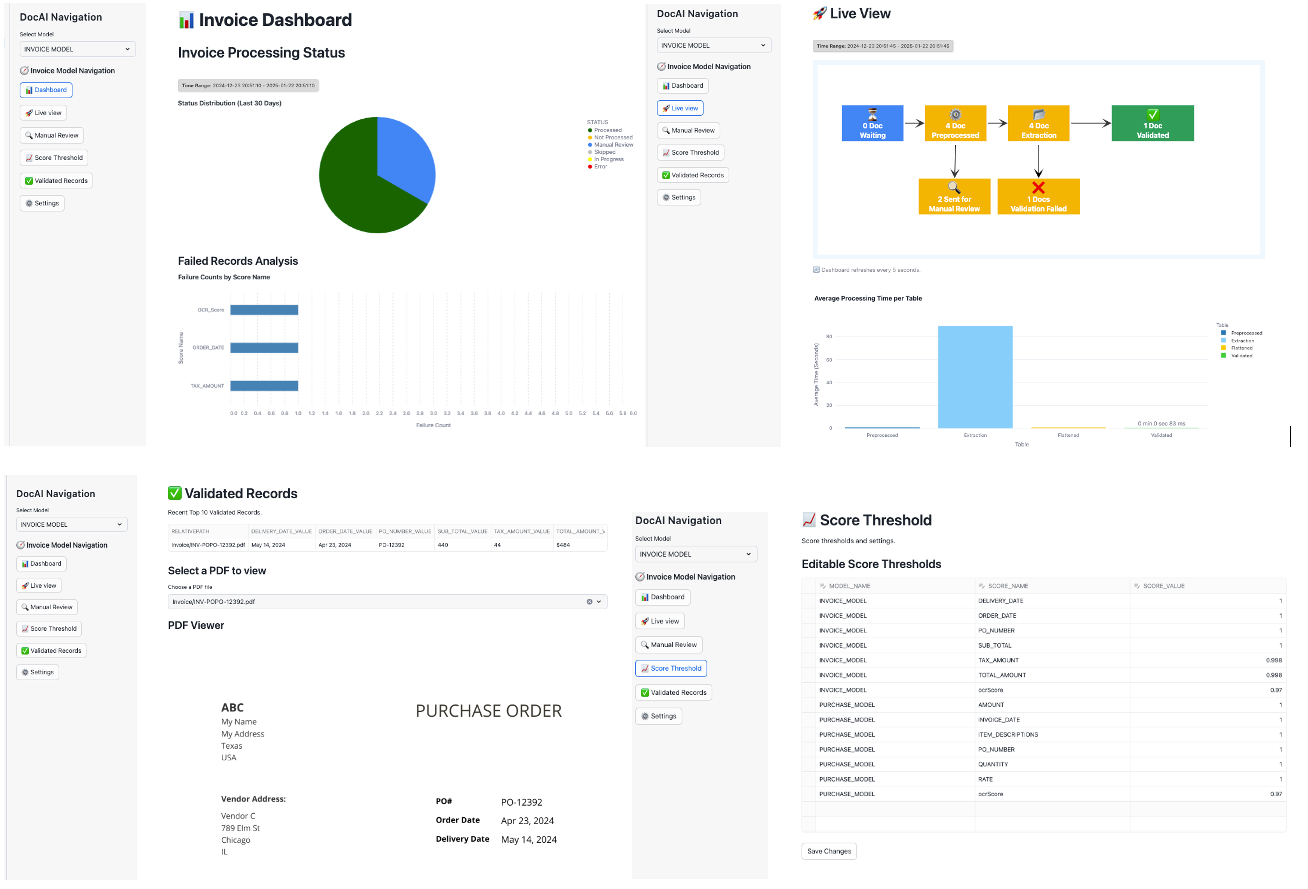 DocAI Navigation
Select Model
INVOICE MODEL
Invoice Model Navigation
Dashboard
Live view
Manual Review
Score Threshold
Validated Records
Settings
Invoice Dashboard
Invoice Processing Status
Time Range: 2024-12-23 20:51:10 - 2025-01-22 20:51:10
Status Distribution (Last 30 Days)
STATUS
Processed
Not Processed
Manual Review
Skipped
In Progress
Error
Failed Records Analysis
Failure Counts by Score Name
Score Name
OCR_Score
ORDER_DATE
TAX_AMOUNT
0.0 0.2 0.4 0.6 0.8 1.0 1.2 1.4 1.6 1.8 2.0 2.2 2.4 2.6 2.8 3.0 3.2 3.4 3.6 3.8 4.0 4.2 4.4 4.6 4.8 5.0 5.2 5.4 5.6 5.8 6.0
Failure Count
DocAI Navigation
Select Model
INVOICE MODEL
Invoice Model Navigation
Dashboard
Live view
Manual Review
Score Threshold
Validated Records
Settings
Live View
Time Range: 2024-12-23 20:51:45 - 2025-01-22 20:51:45
0 Doc
Waiting
4 Doc
Preprocessed
4 Doc
Extraction
1 Doc
Validated
2 Sent for
Manual Review
1 Docs
Validation Failed
Dashboard refreshes every 5 seconds.
Average Processing Time per Table
Average Time (Seconds)
80
60
40
20
0
0 min 0 sec 83 ms
Preprocessed
Extraction
Flattened
Validated
Table
Table
Preprocessed
Extraction
Flattened
Validated
DocAI Navigation
Select Model
INVOICE MODEL
Invoice Model Navigation
Dashboard
Live view
Manual Review
Score Threshold
Validated Records
Settings
Validated Records
Recent Top 10 Validated Records.
RELATIVEPATH DELIVERY_DATE_VALUE ORDER_DATE_VALUE PO_NUMBER_VALUE SUB_TOTAL_VALUE TAX_AMOUNT_VALUE TOTAL_AMOUNT_
Invoice/INV-POPO-12392.pdf May 14, 2024 Apr 23, 2024 PO-12392 440 44 $484
Select a PDF to view
Choose a PDF file
Invoice/INV-POPO-12392.pdf
PDF Viewer
ABC
My Name
My Address
Texas
USA
PURCHASE ORDER
Vendor Address:
Vendor C
789 Elm St
Chicago
IL
PO# PO-12392
Order Date Apr 23, 2024
Delivery Date May 14, 2024
DocAI Navigation
Select Model
INVOICE MODEL
Invoice Model Navigation
Dashboard
Live view
Manual Review
Score Threshold
Validated Records
Settings
Score Threshold
Score thresholds and settings.
Editable Score Thresholds
MODEL_NAME SCORE_NAME SCORE_VALUE
INVOICE_MODEL DELIVERY_DATE 1
INVOICE_MODEL ORDER_DATE 1
INVOICE_MODEL PO_NUMBER 1
INVOICE_MODEL SUB_TOTAL 1
INVOICE_MODEL TAX_AMOUNT 0.998
INVOICE_MODEL TOTAL_AMOUNT 0.998
INVOICE_MODEL ocrScore 0.97
PURCHASE_MODEL AMOUNT 1
PURCHASE_MODEL INVOICE_DATE 1
PURCHASE_MODEL ITEM_DESCRIPTIONS 1
PURCHASE_MODEL PO_NUMBER 1
PURCHASE_MODEL QUANTITY 1
PURCHASE_MODEL RATE 1
PURCHASE_MODEL ocrScore 0.97
Save Changes